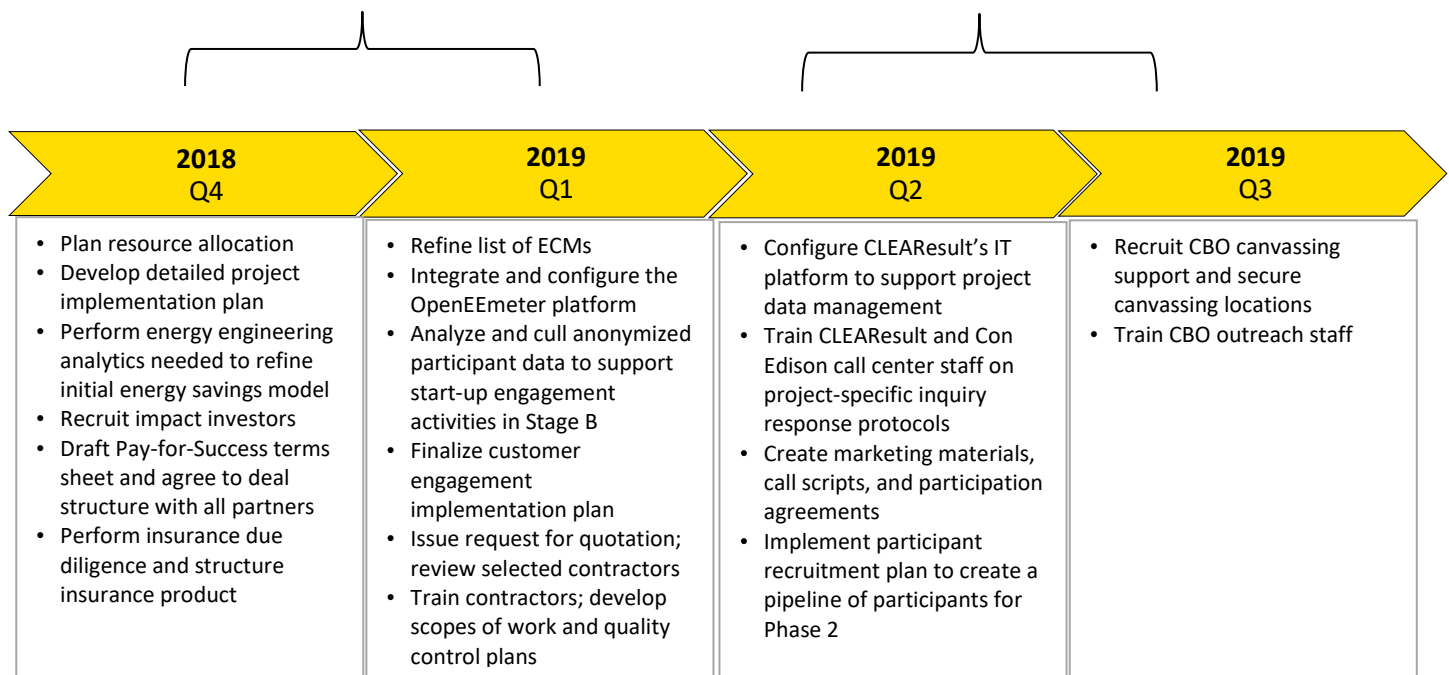 2018
Q4
2019
Q1
2019
Q2
2019
Q3
• Plan resource allocation
• Develop detailed project
implementation plan
• Perform energy engineering
analytics needed to refine
initial energy savings model
• Recruit impact investors
• Draft Pay-for-Success terms
sheet and agree to deal
structure with all partners
• Perform insurance due
diligence and structure
insurance product
• Refine list of ECMs
• Integrate and configure the
OpenEEmeter platform
• Analyze and cull anonymized
participant data to support
start-up engagement
activities in Stage B
• Finalize customer
engagement
implementation plan
• Issue request for quotation;
review selected contractors
• Train contractors; develop
scopes of work and quality
control plans
• Configure CLEAResult’s IT
platform to support project
data management
• Train CLEAResult and Con
Edison call center staff on
project-specific inquiry
response protocols
• Create marketing materials,
call scripts, and participation
agreements
• Implement participant
recruitment plan to create a
pipeline of participants for
Phase 2
• Recruit CBO canvassing
support and secure
canvassing locations
• Train CBO outreach staff